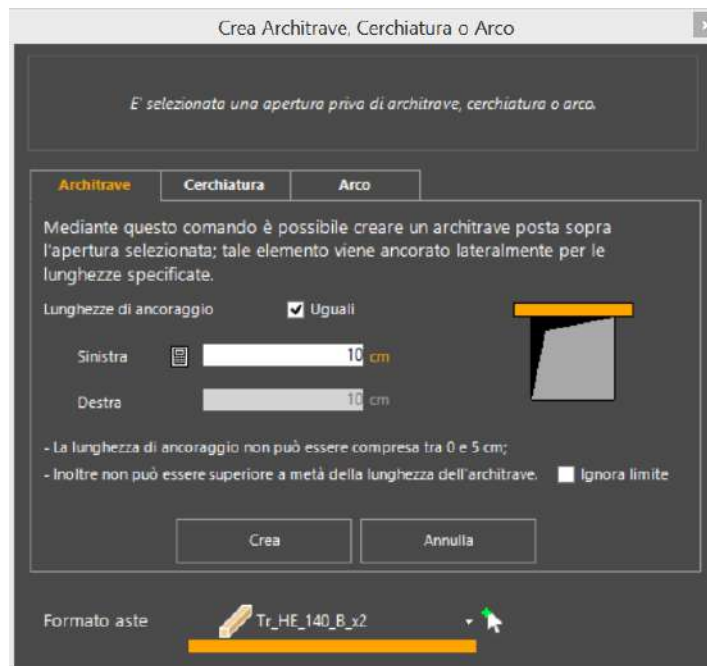 Crea Architrave, Cerchiatura o Arco
E' selezionata una apertura priva di architrave, cerchiatura o arco.
Architrave Cerchiatura Arco
Mediante questo comando è possibile creare un architrave posta sopra
l'apertura selezionata; tale elemento viene ancorato lateralmente per le
lunghezze specificate.
Lunghezze di ancoraggio Uguali
Sinistra 10 cm
Destra 10 cm
- La lunghezza di ancoraggio non può essere compresa tra 0 e 5 cm;
- Inoltre non può essere superiore a metà della lunghezza dell'architrave. Ignora limite
Crea Annulla
Formato aste Tr_HE_140_B_x2